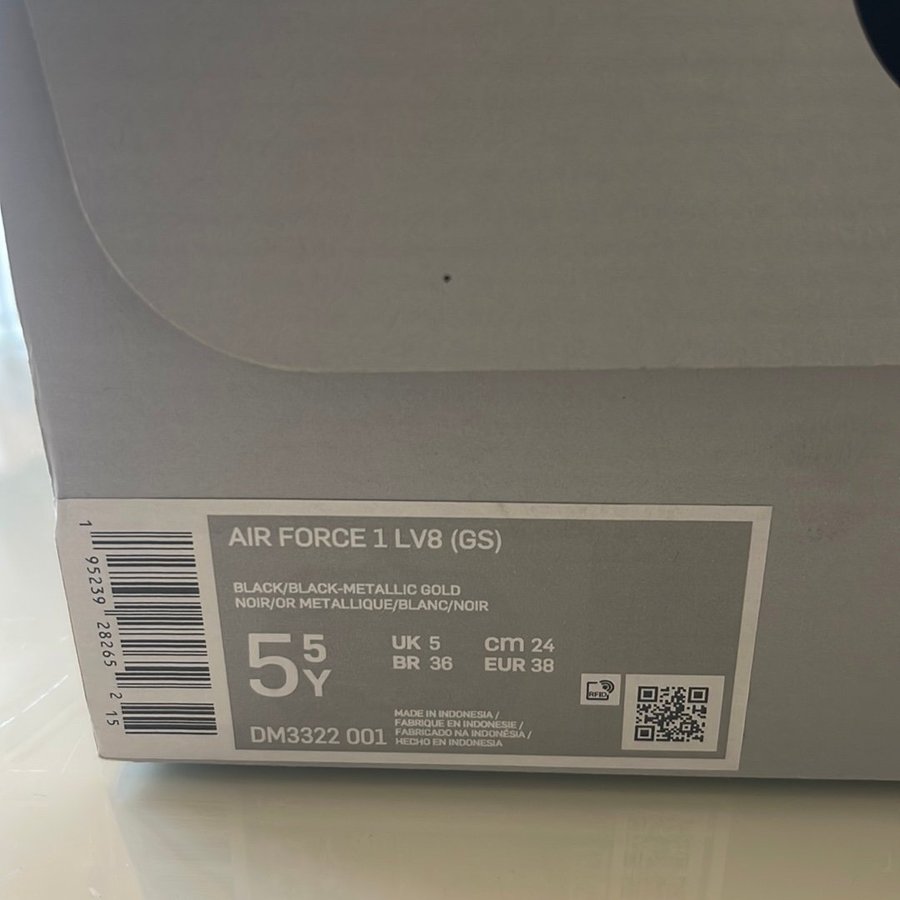 AIR FORCE 1 LV8 (GS)
BLACK/BLACK-METALLIC GOLD
NOIR/OR METALLIQUE/BLANC/NOIR
5 5 Y
UK 5 cm 24
BR 36 EUR 38
DM3322 001
MADE IN INDONESIA /
FABRIQUE EN INDONESIE /
FABRICADO NA INDONÉSIA /
HECHO EN INDONESIA
RFID
1 95239 28265 2 15